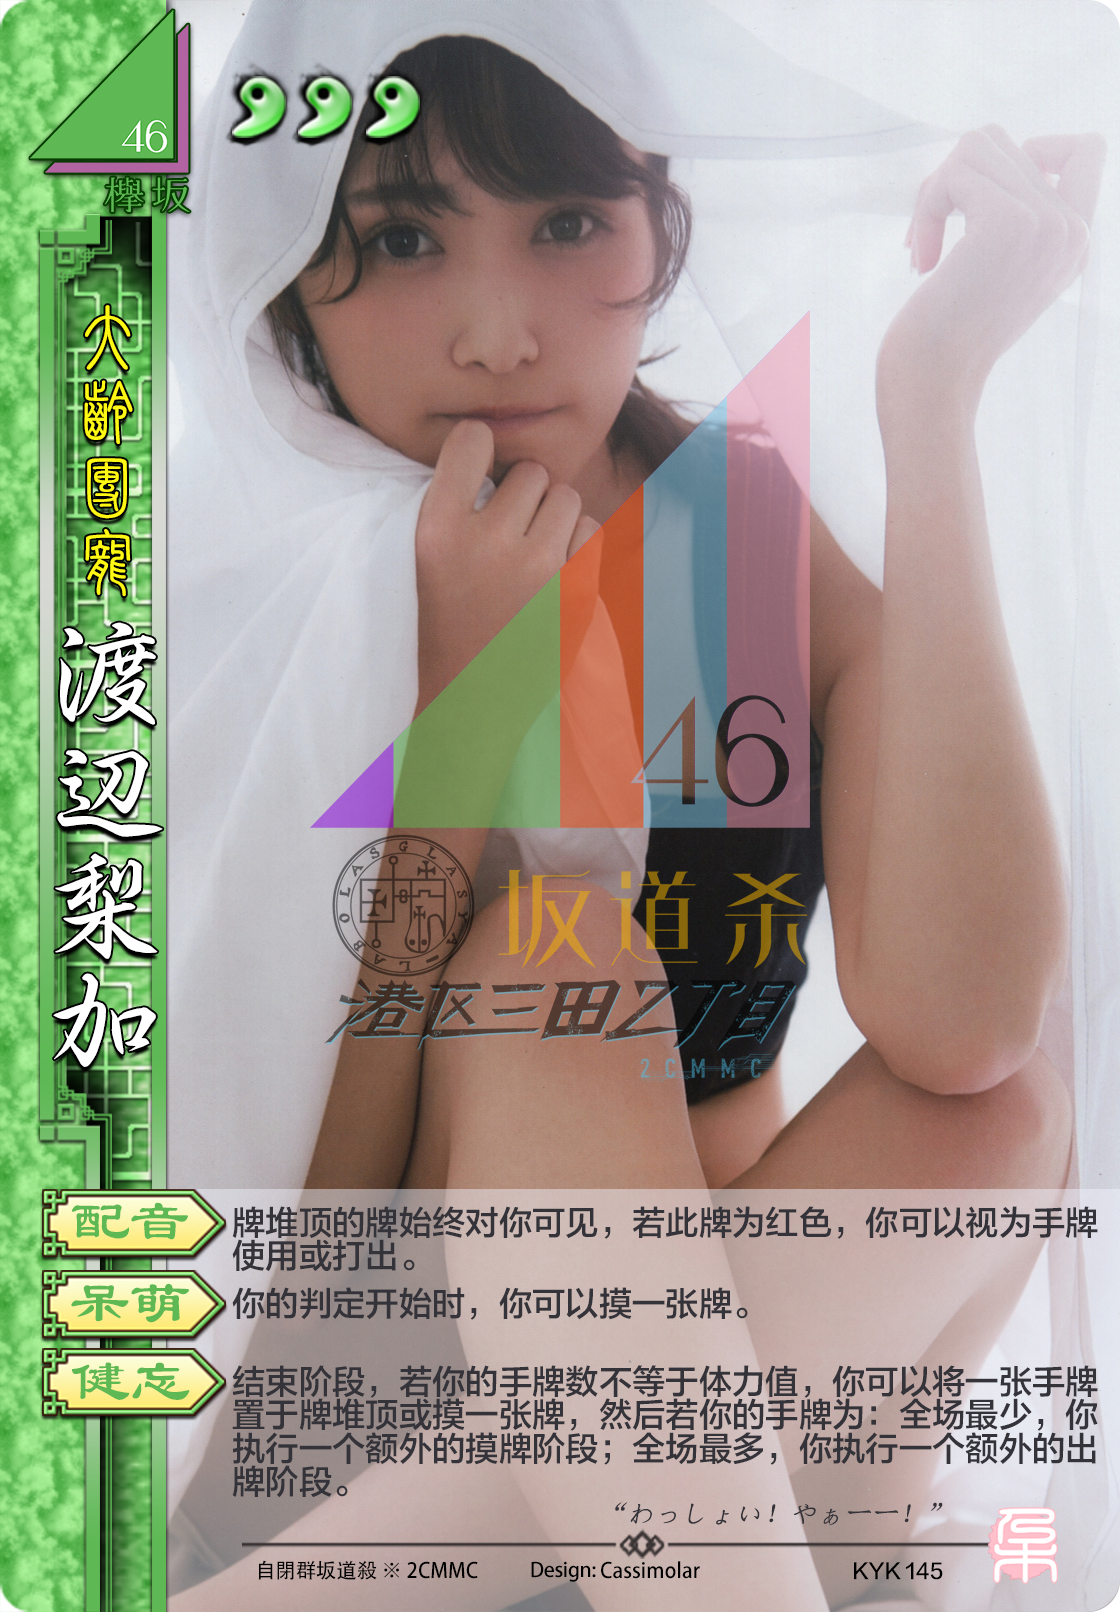 46
欅坂
大齡團寵
渡辺梨加
46
GLASYA-LABOLAS
坂道杀
港区三田2丁目
2CMMC
配音
牌堆顶的牌始终对你可见，若此牌为红色，你可以视为手牌
使用或打出。
呆萌
你的判定开始时，你可以摸一张牌。
健忘
结束阶段，若你的手牌数不等于体力值，你可以将一张手牌
置于牌堆顶或摸一张牌，然后若你的手牌为：全场最少，你
执行一个额外的摸牌阶段；全场最多，你执行一个额外的出
牌阶段。
“わっしょい！やぁーー！”
自閉群坂道殺 ※ 2CMMC
Design: Cassimolar
KYK 145